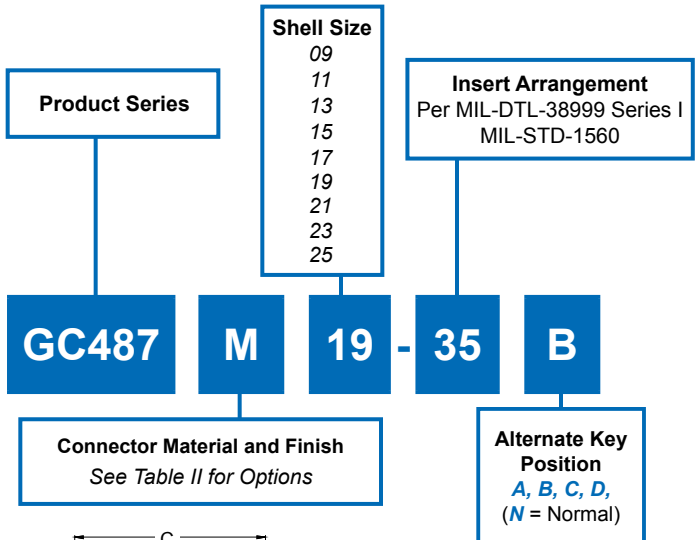 Shell Size
09
11
13
15
17
19
21
23
25
Product Series
Insert Arrangement
Per MIL-DTL-38999 Series I
MIL-STD-1560
GC487 M 19 - 35 B
Connector Material and Finish
See Table II for Options
Alternate Key
Position
A, B, C, D,
(N = Normal)
C